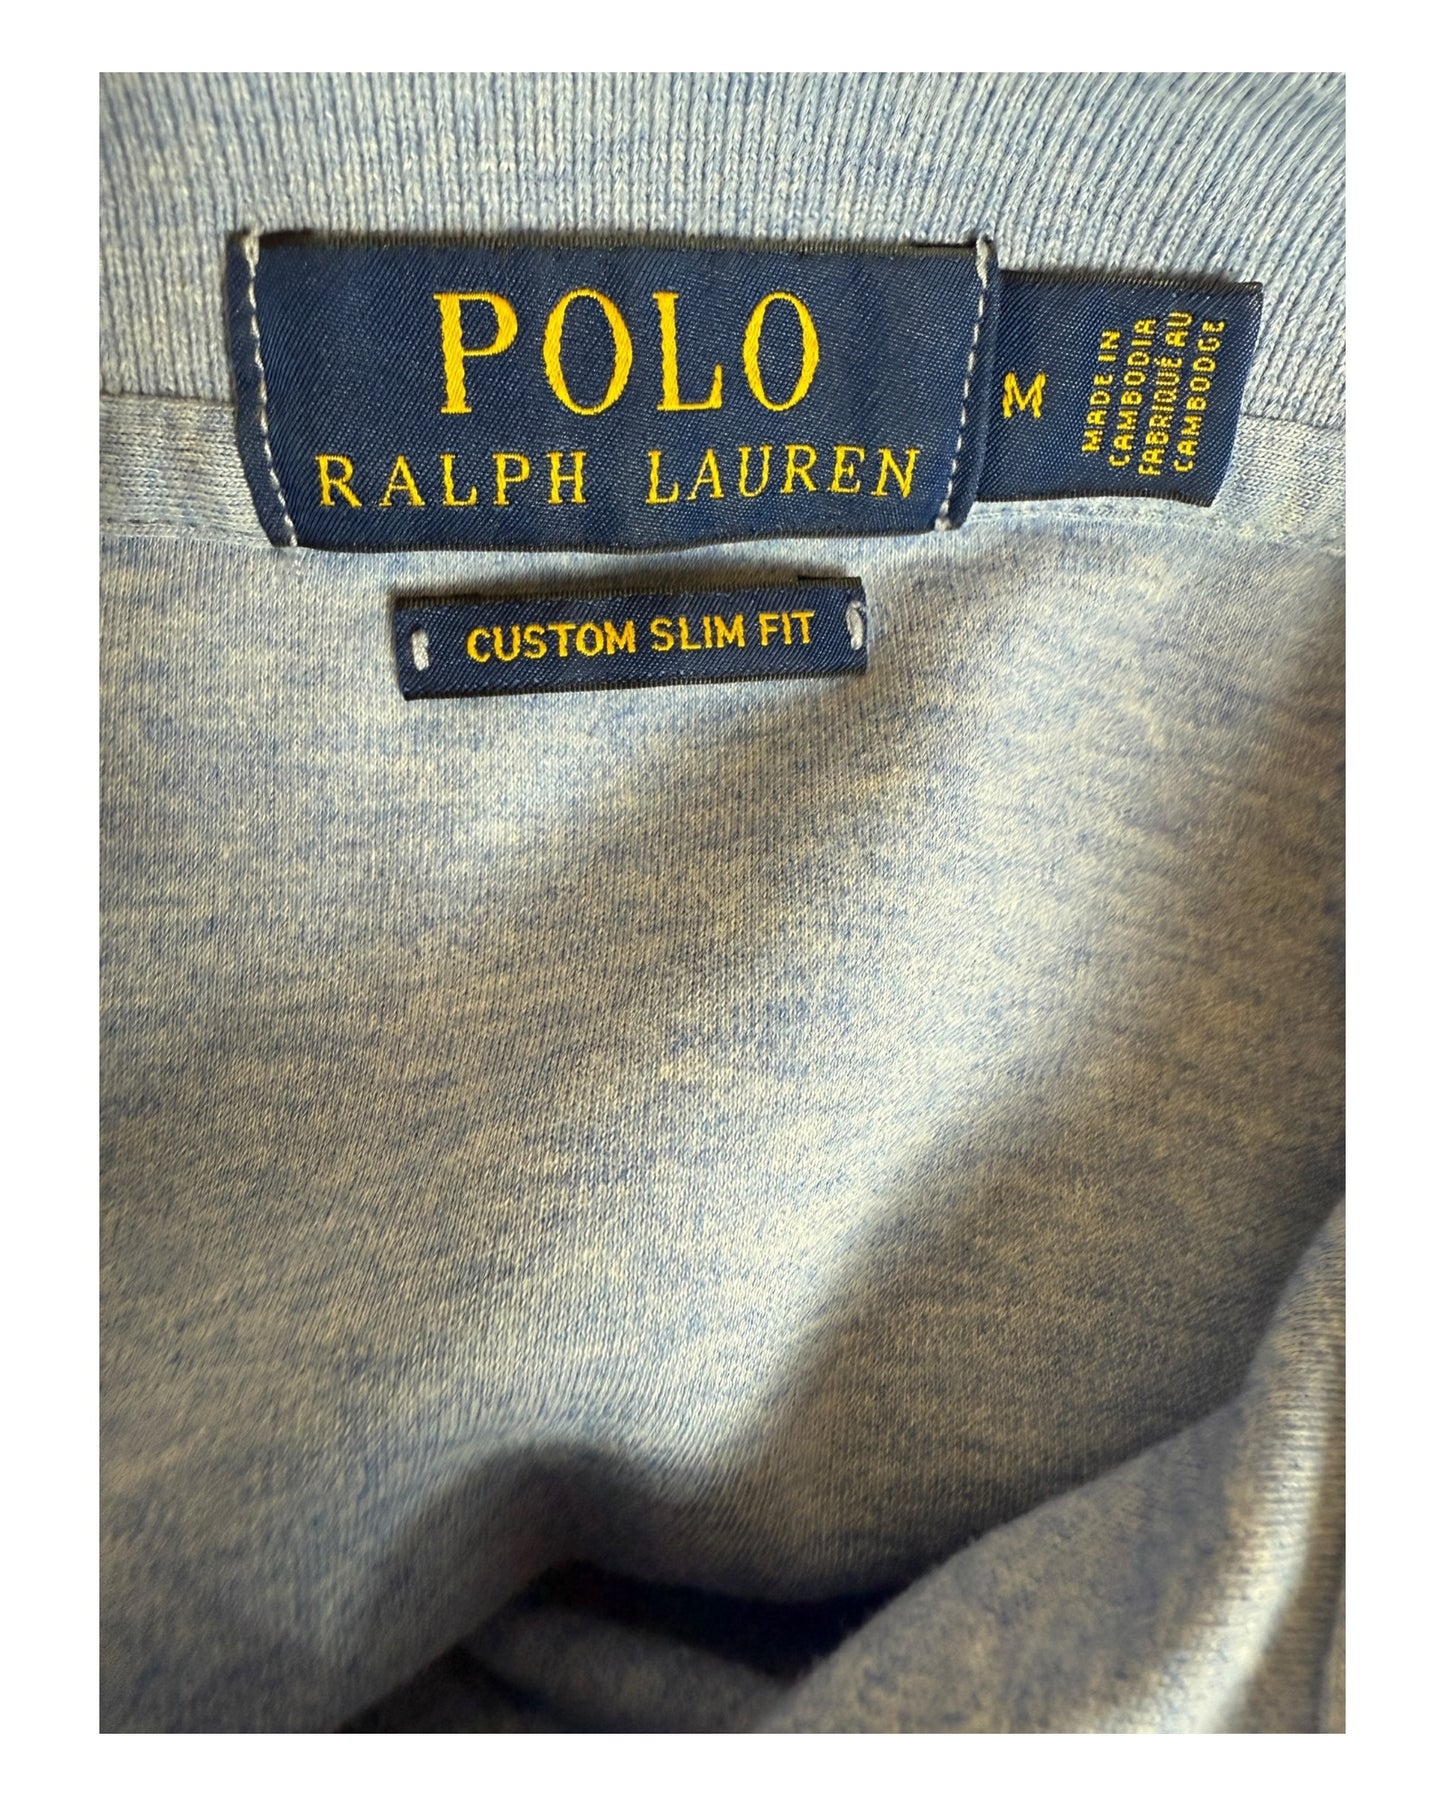 POLO
RALPH LAUREN
M
MADE IN
CAMBODIA
FABRIQUÉ AU
CAMBODGE
CUSTOM SLIM FIT